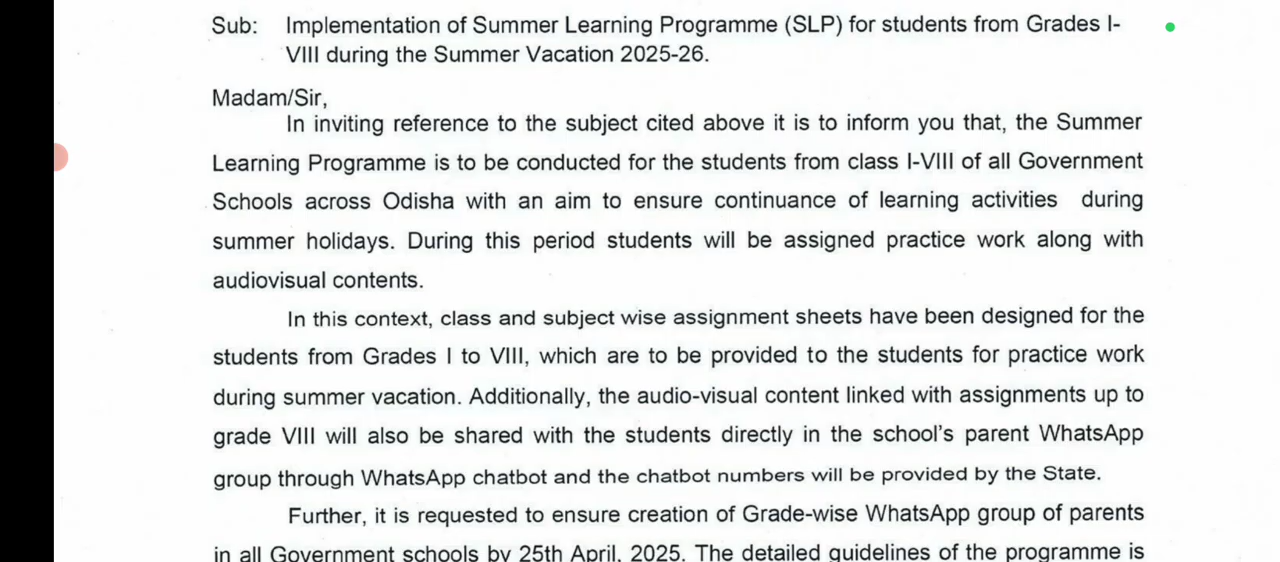 Sub: Implementation of Summer Learning Programme (SLP) for students from Grades I-
VIII during the Summer Vacation 2025-26.
Madam/Sir,
In inviting reference to the subject cited above it is to inform you that, the Summer
Learning Programme is to be conducted for the students from class I-VIII of all Government
Schools across Odisha with an aim to ensure continuance of learning activities during
summer holidays. During this period students will be assigned practice work along with
audiovisual contents.
In this context, class and subject wise assignment sheets have been designed for the
students from Grades I to VIII, which are to be provided to the students for practice work
during summer vacation. Additionally, the audio-visual content linked with assignments up to
grade VIII will also be shared with the students directly in the school's parent WhatsApp
group through WhatsApp chatbot and the chatbot numbers will be provided by the State.
Further, it is requested to ensure creation of Grade-wise WhatsApp group of parents
in all Government schools by 25th April, 2025. The detailed guidelines of the programme is